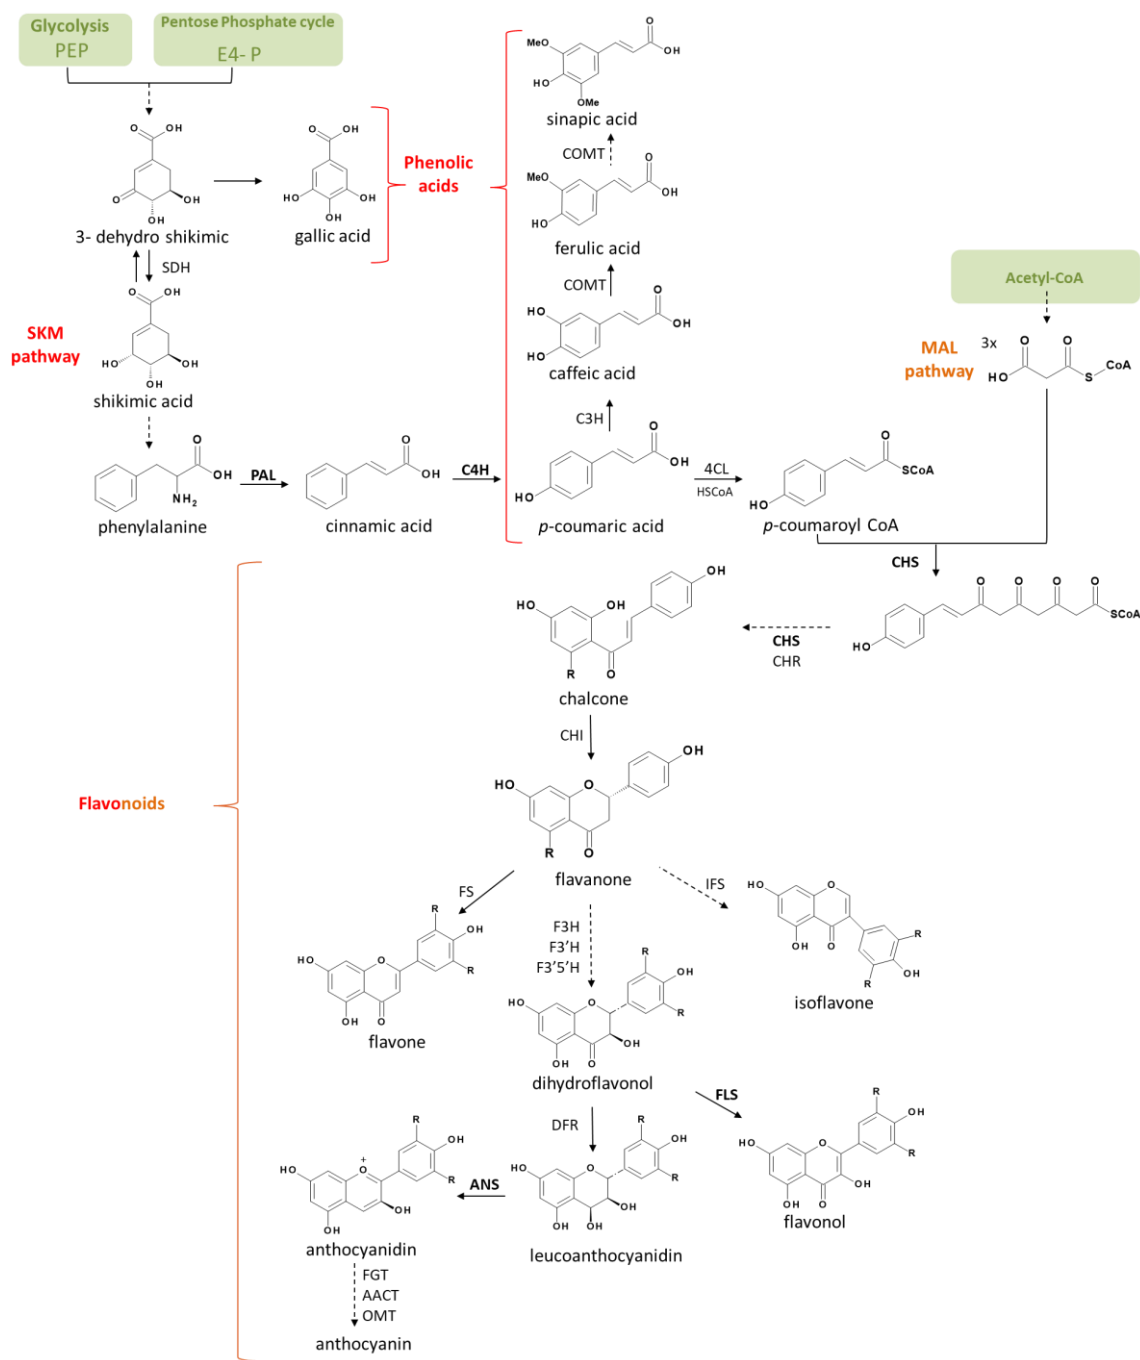 Glycolysis
PEP
Pentose Phosphate cycle
E4- P
3- dehydro shikimic
gallic acid
Phenolic
acids
SDH
SKM
pathway
shikimic acid
phenylalanine
PAL
cinnamic acid
C4H
sinapic acid
COMT
ferulic acid
COMT
caffeic acid
C3H
p-coumaric acid
4CL
HSCoA
p-coumaroyl CoA
Acetyl-CoA
MAL
pathway
3x
CHS
CHS
CHR
chalcone
CHI
Flavonoids
flavanone
FS
flavone
F3H
F3'H
F3'5'H
IFS
isoflavone
dihydroflavonol
FLS
flavonol
DFR
leucoanthocyanidin
ANS
anthocyanidin
FGT
AACT
OMT
anthocyanin